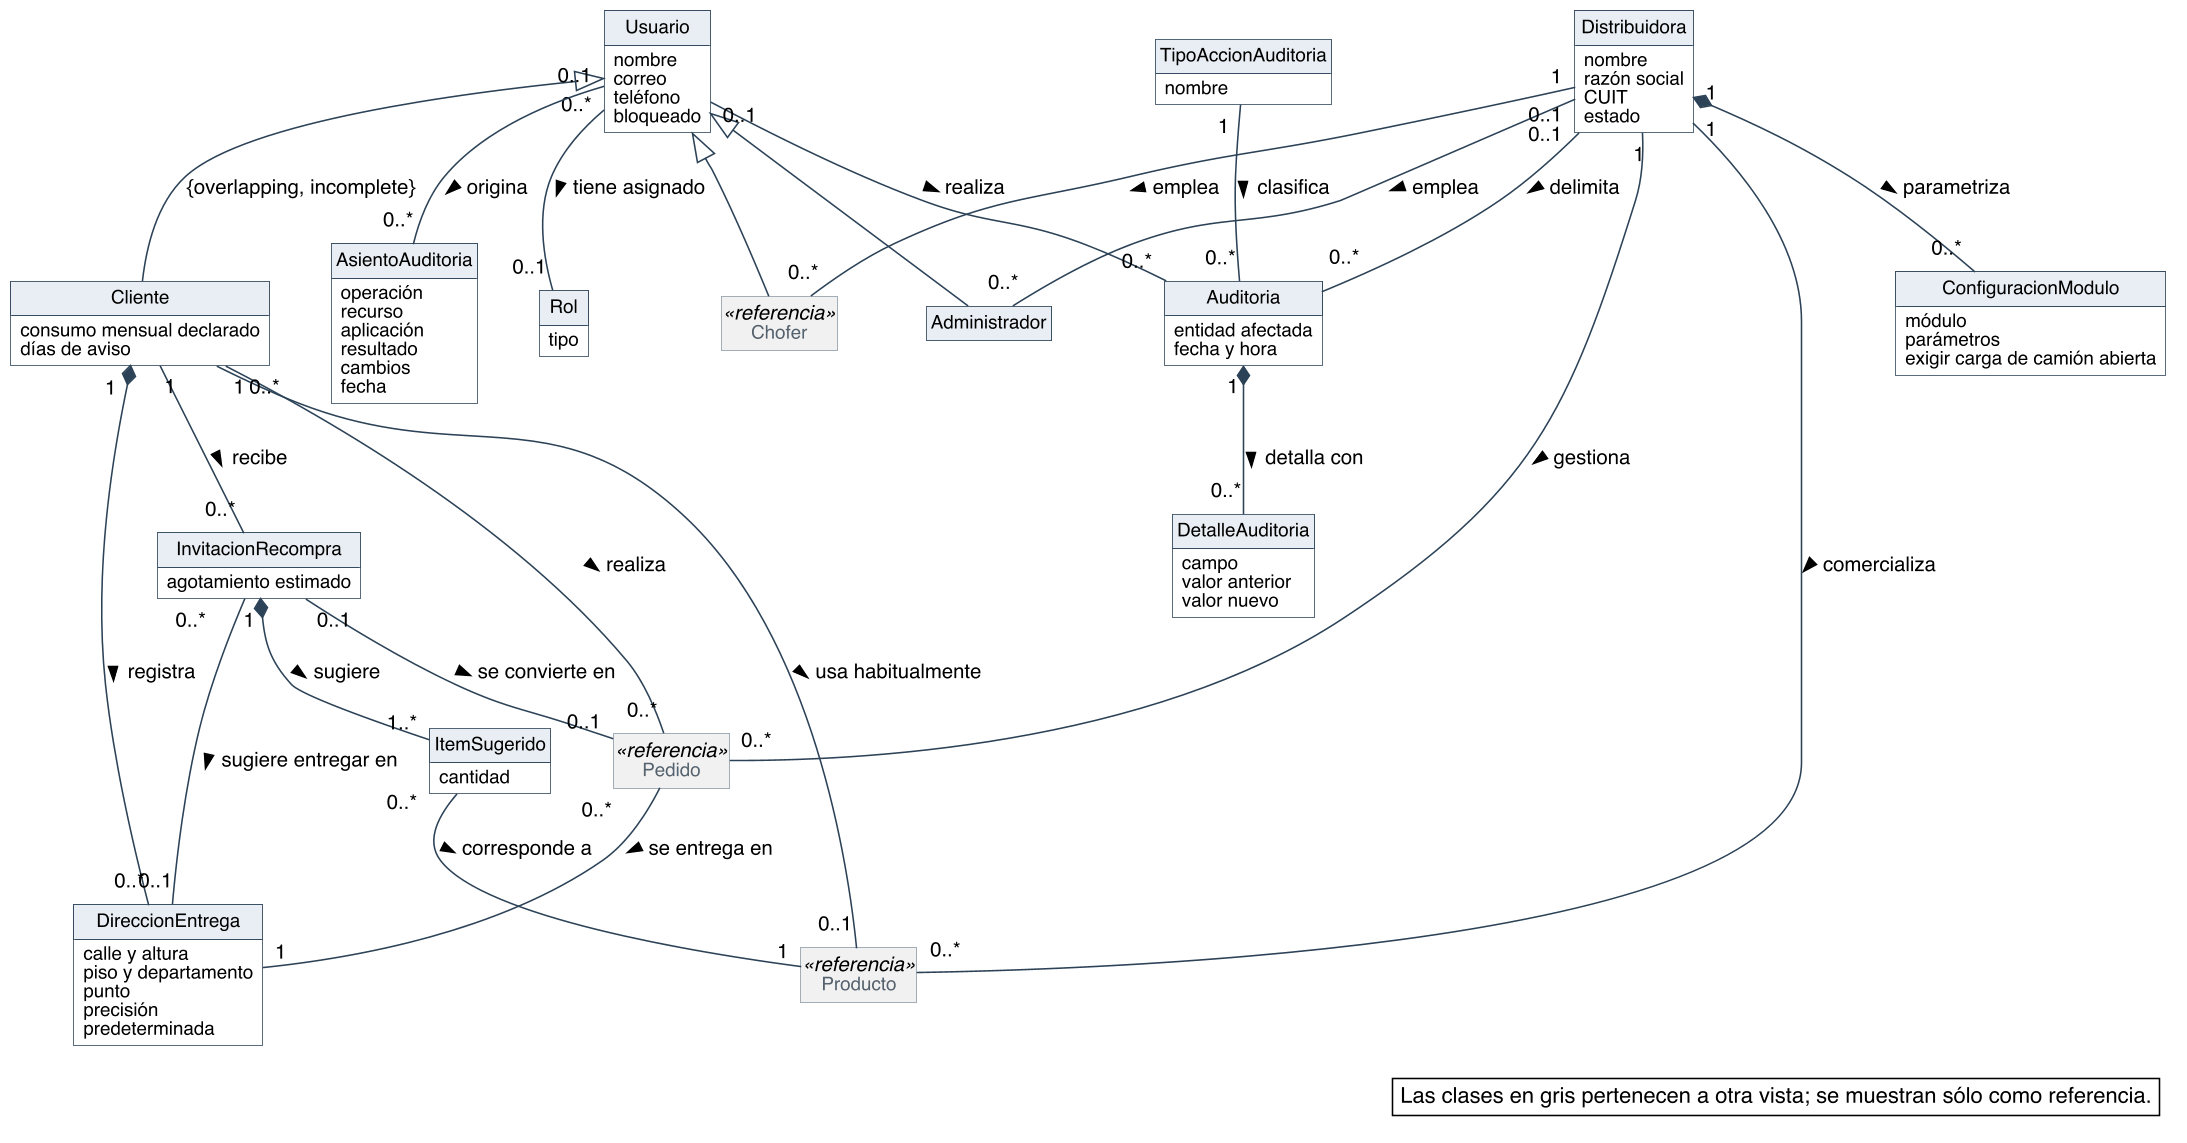 Usuario
nombre
correo
teléfono
bloqueado
TipoAccionAuditoria
nombre
Distribuidora
nombre
razón social
CUIT
estado
0..1
0..*
0..1
1
1
0..1
0..1
1
1
1
{overlapping, incomplete}
origina
tiene asignado
realiza
emplea
clasifica
emplea
delimita
parametriza
0..*
0..1
0..*
0..*
0..*
0..*
0..*
0..*
AsientoAuditoria
operación
recurso
aplicación
resultado
cambios
fecha
Cliente
consumo mensual declarado
días de aviso
Rol
tipo
«referencia»
Chofer
Administrador
Auditoria
entidad afectada
fecha y hora
ConfiguracionModulo
módulo
parámetros
exigir carga de camión abierta
1
1
1
0..*
1
recibe
detalla con
gestiona
0..*
0..*
InvitacionRecompra
agotamiento estimado
DetalleAuditoria
campo
valor anterior
valor nuevo
realiza
comercializa
0..*
1
0..1
registra
sugiere
se convierte en
usa habitualmente
1..*
0..1
0..*
0..*
ItemSugerido
cantidad
«referencia»
Pedido
sugiere entregar en
0..*
0..*
corresponde a
se entrega en
0..*
0..1
DireccionEntrega
calle y altura
piso y departamento
punto
precisión
predeterminada
1
1
0..1
0..*
«referencia»
Producto
Las clases en gris pertenecen a otra vista; se muestran sólo como referencia.